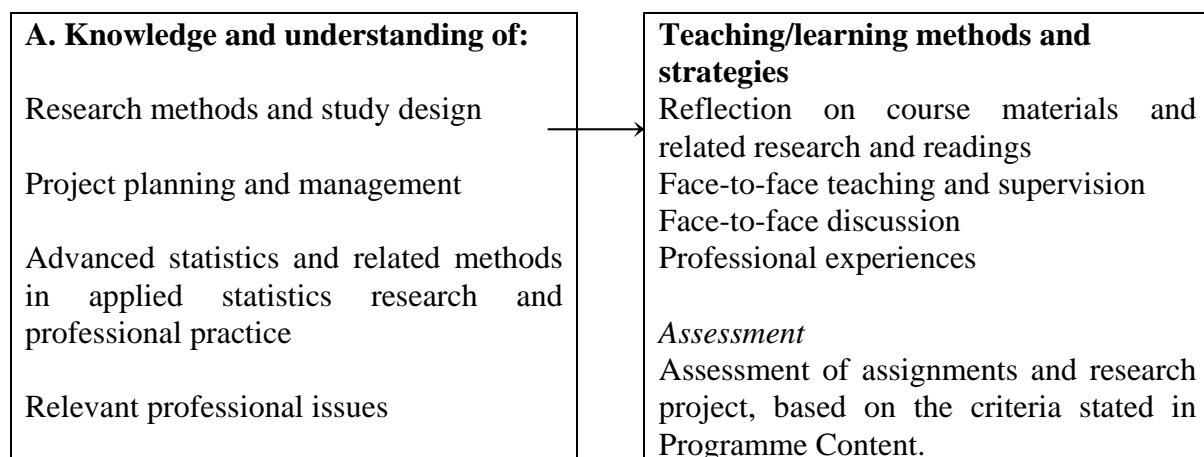 A. Knowledge and understanding of:
Research methods and study design
Project planning and management
Advanced statistics and related methods
in applied statistics research and
professional practice
Relevant professional issues
Teaching/learning methods and
strategies
Reflection on course materials and
related research and readings
Face-to-face teaching and supervision
Face-to-face discussion
Professional experiences
Assessment
Assessment of assignments and research
project, based on the criteria stated in
Programme Content.